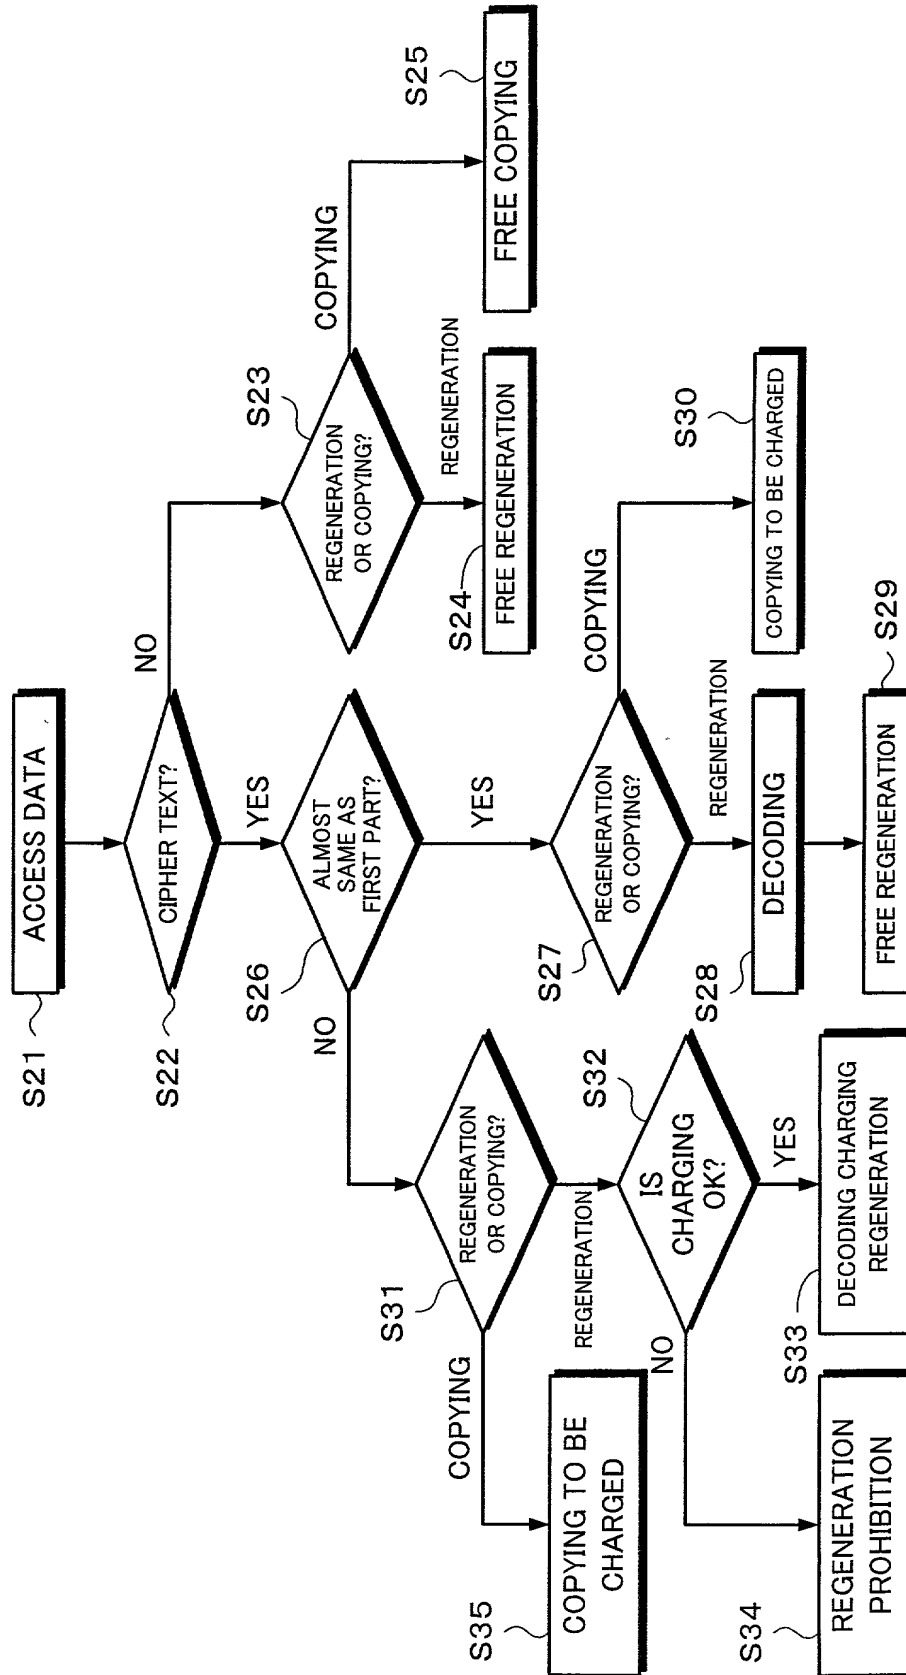 S21
ACCESS DATA
S22
CIPHER TEXT?
NO
YES
S23
REGENERATION
OR COPYING?
COPYING
REGENERATION
S24
FREE REGENERATION
S25
FREE COPYING
S26
ALMOST
SAME AS
FIRST PART?
NO
YES
S27
REGENERATION
OR COPYING?
COPYING
REGENERATION
S28
DECODING
S29
FREE REGENERATION
S30
COPYING TO BE CHARGED
S31
REGENERATION
OR COPYING?
COPYING
REGENERATION
S32
IS
CHARGING
OK?
NO
YES
S33
DECODING CHARGING
REGENERATION
S34
REGENERATION
PROHIBITION
S35
COPYING TO BE
CHARGED